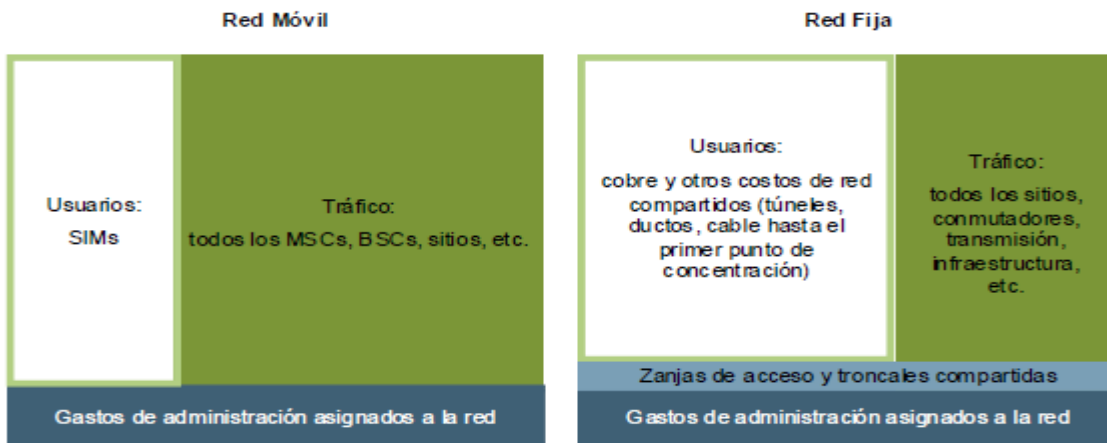 Red Móvil
Usuarios:
SIMs
Tráfico:
todos los MSCs, BSCs, sitios, etc.
Gastos de administración asignados a la red
Red Fija
Usuarios:
cobre y otros costos de red
compartidos (túneles,
ductos, cable hasta el
primer punto de
concentración)
Tráfico:
todos los sitios,
conmutadores,
transmisión,
infraestructura,
etc.
Zanjas de acceso y troncales compartidas
Gastos de administración asignados a la red